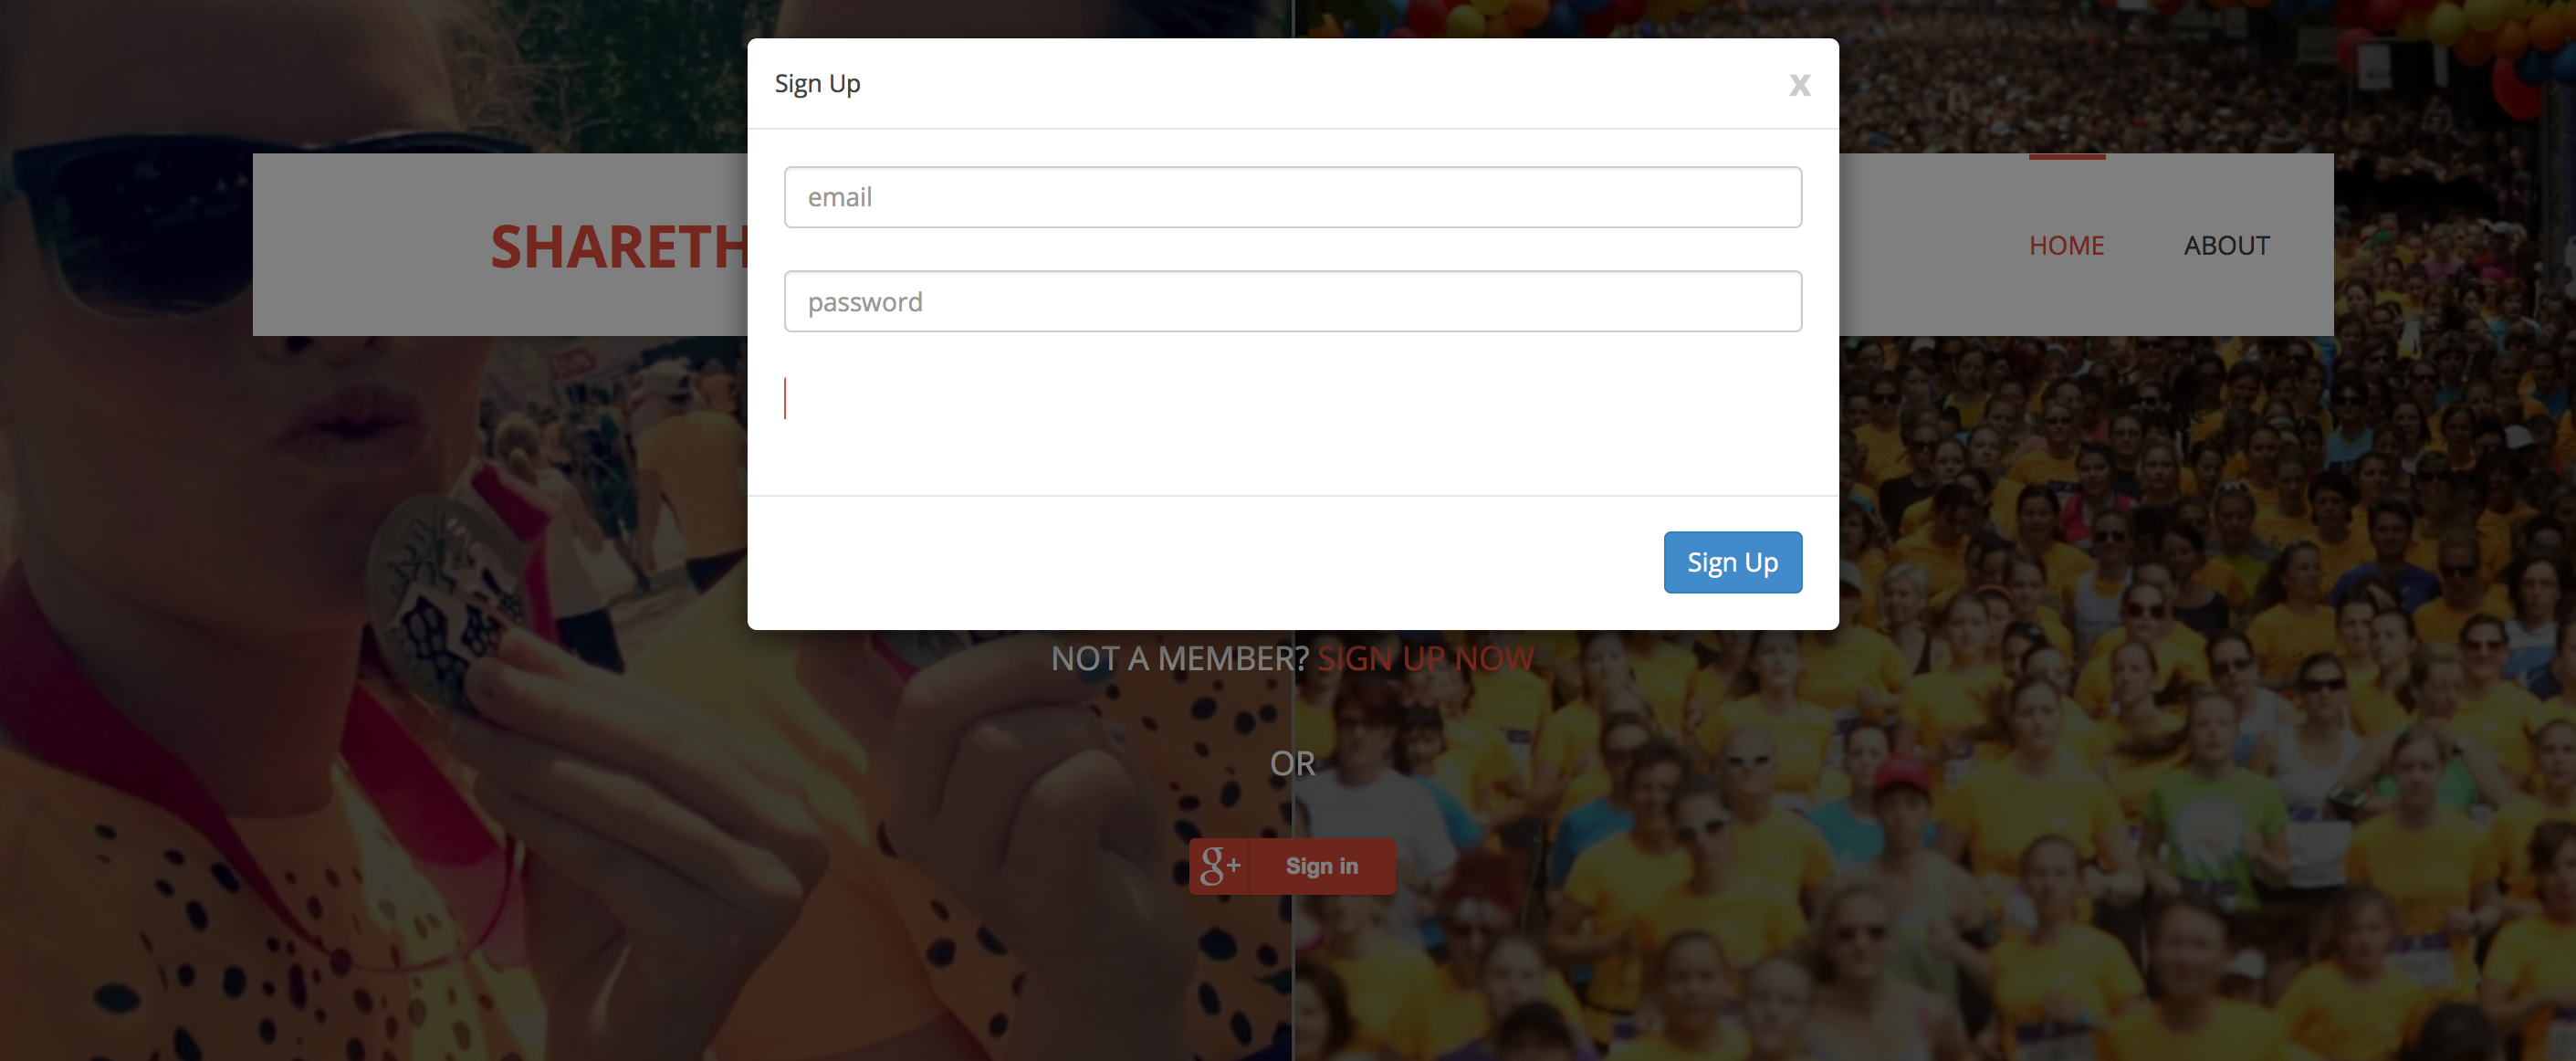 Sign Up
x
email
SHARETH
HOME
ABOUT
password
Sign Up
NOT A MEMBER? SIGN UP NOW
OR
g+ Sign in